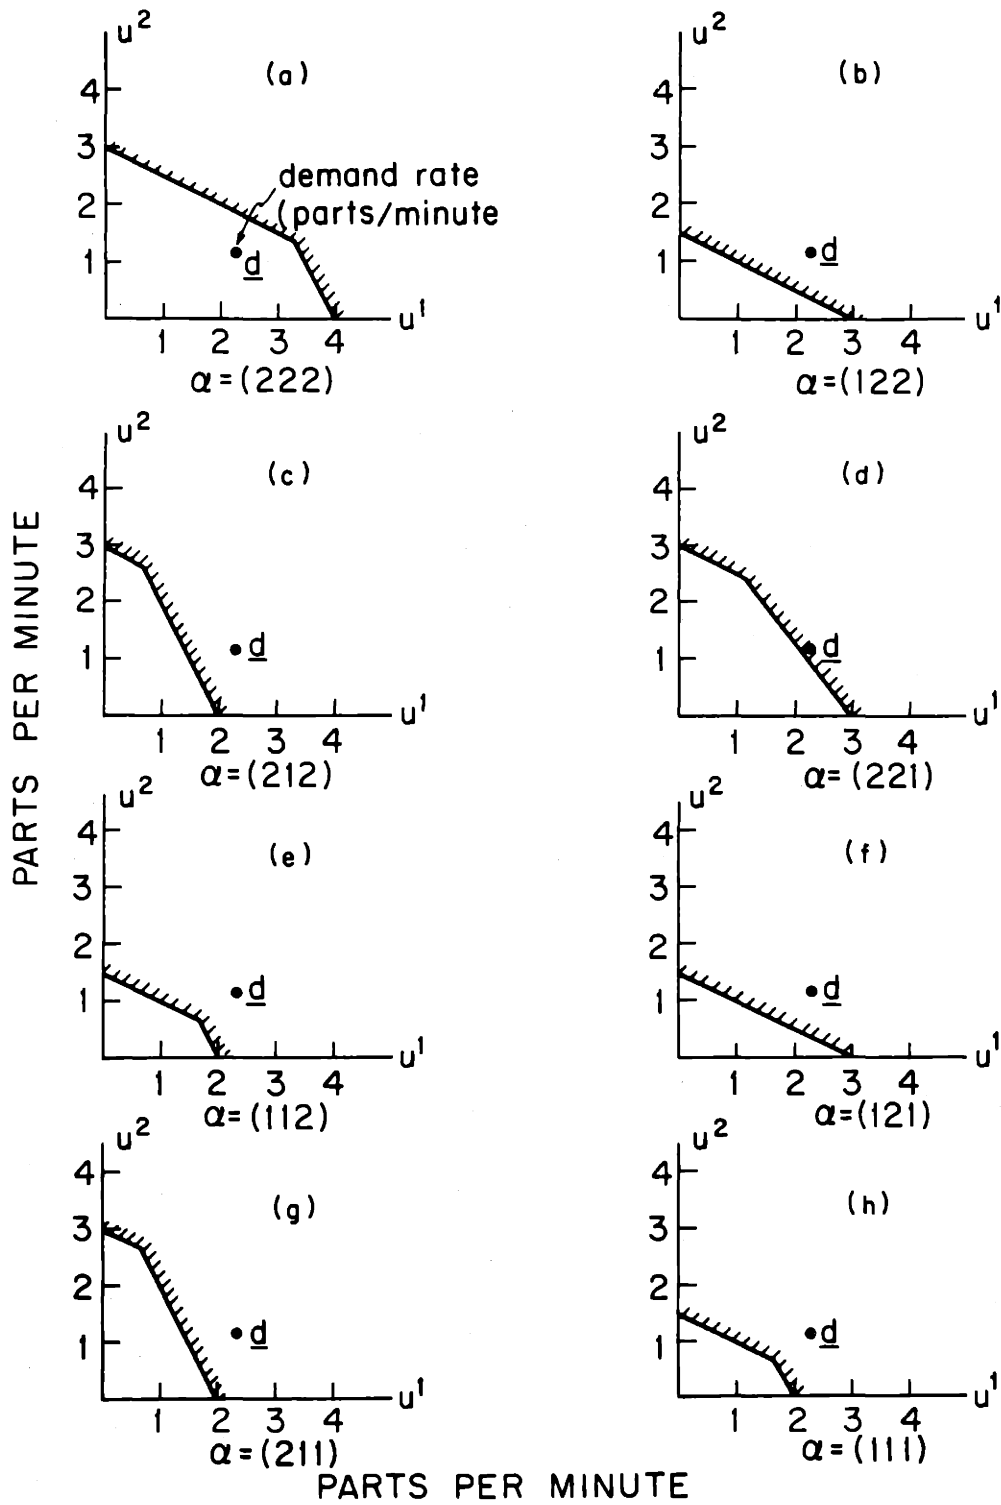 u²
(a)
4
3
2
1
demand rate
(parts/minute
d
1 2 3 4
u¹
α=(222)
u²
(b)
4
3
2
1
d
1 2 3 4
u¹
α=(122)
u²
(c)
4
3
2
1
d
1 2 3 4
u¹
α=(212)
u²
(d)
4
3
2
1
d
1 2 3 4
u¹
α=(221)
PARTS PER MINUTE
u²
(e)
4
3
2
1
d
1 2 3 4
u¹
α=(112)
u²
(f)
4
3
2
1
d
1 2 3 4
u¹
α=(121)
u²
(g)
4
3
2
1
d
1 2 3 4
u¹
α=(211)
u²
(h)
4
3
2
1
d
1 2 3 4
u¹
α=(111)
PARTS PER MINUTE